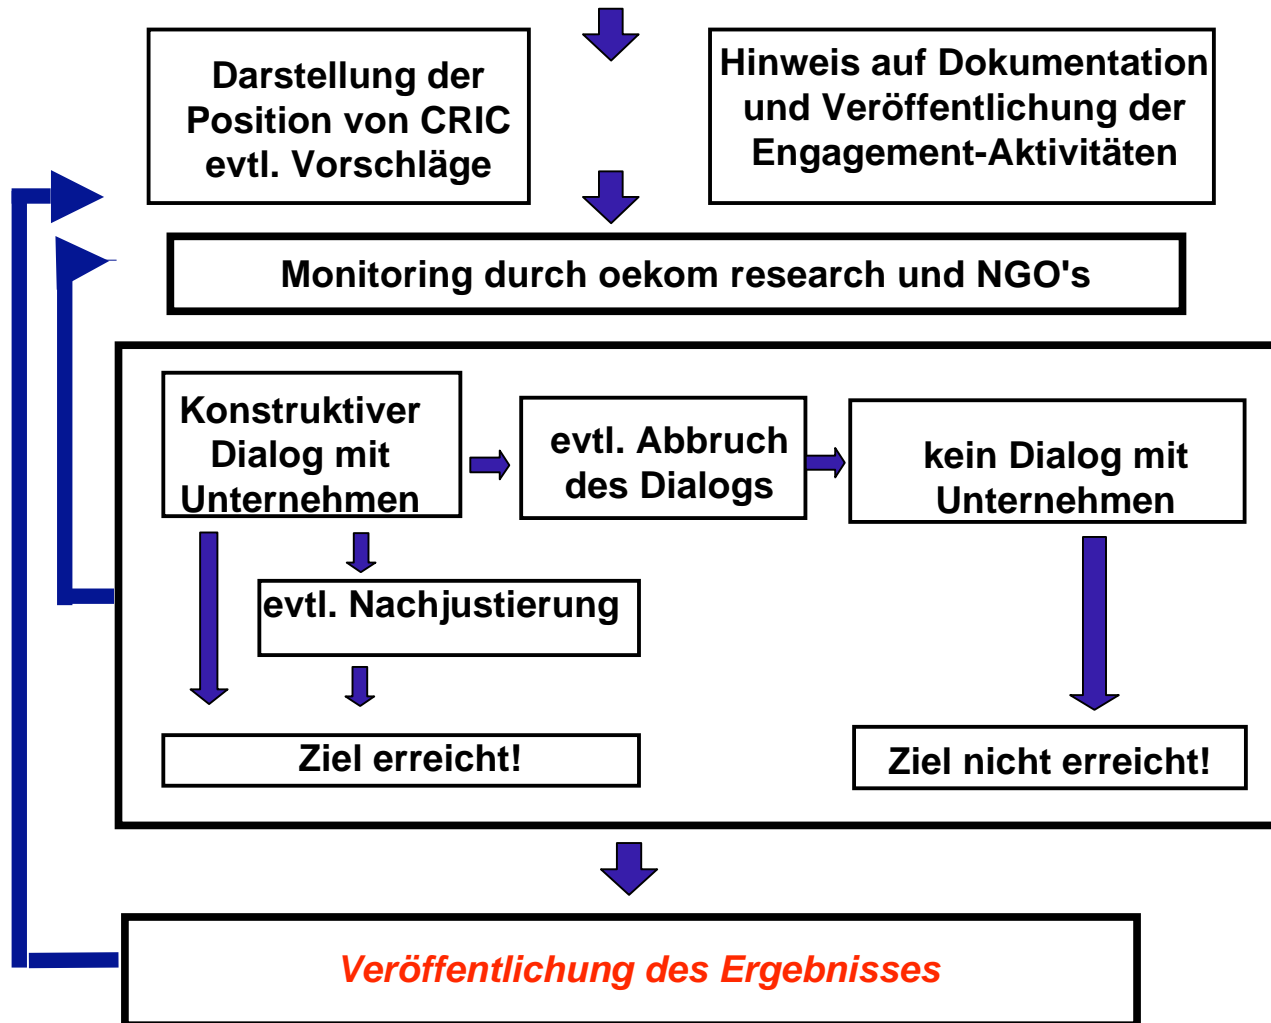 Darstellung der
Position von CRIC
evtl. Vorschläge
Hinweis auf Dokumentation
und Veröffentlichung der
Engagement-Aktivitäten
Monitoring durch oekom research und NGO's
Konstruktiver
Dialog mit
Unternehmen
evtl. Abbruch
des Dialogs
kein Dialog mit
Unternehmen
evtl. Nachjustierung
Ziel erreicht!
Ziel nicht erreicht!
Veröffentlichung des Ergebnisses